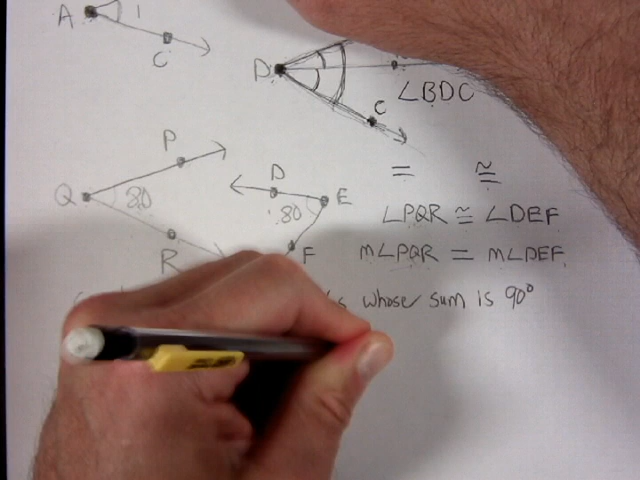 A 1
C
D
C
∠BDC
P
Q 80
R
D
80 E
F
= ≅
∠PQR ≅ ∠DEF
m∠PQR = m∠DEF
whose sum is 90°